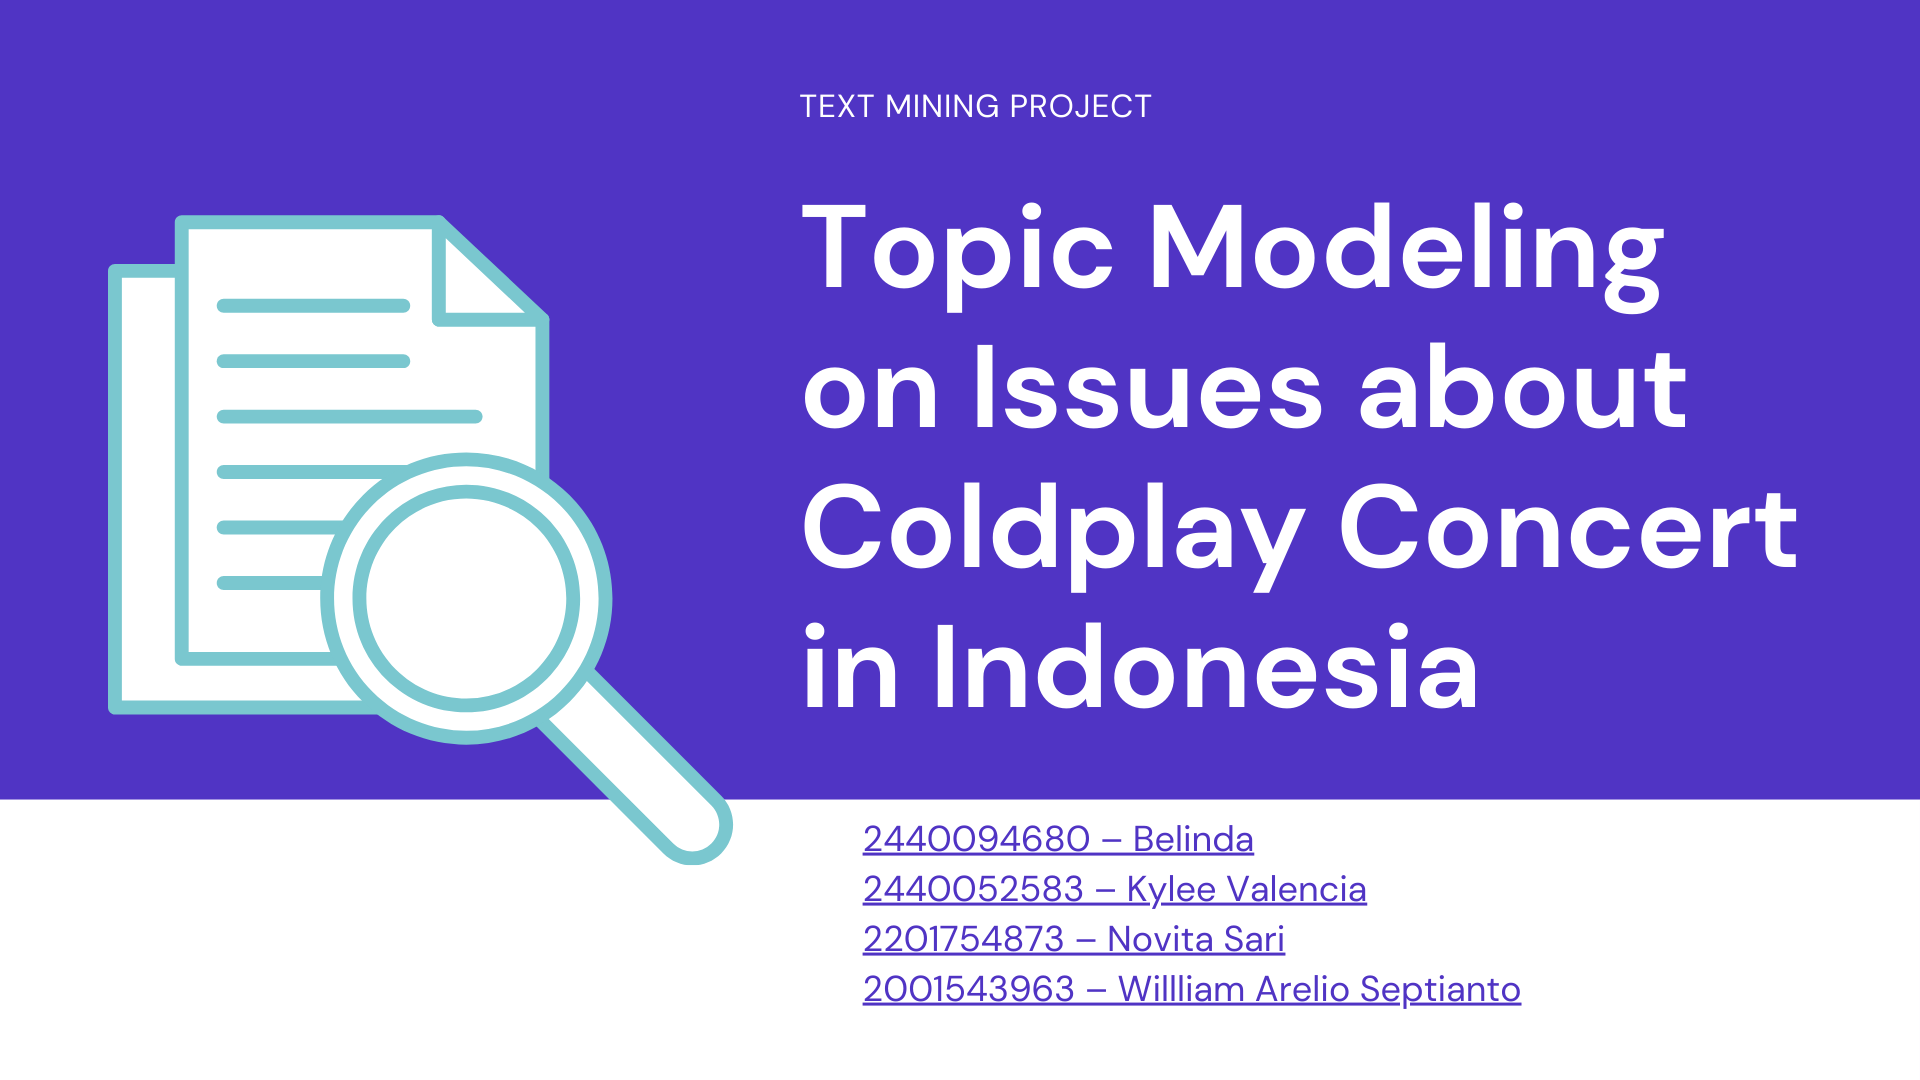 TEXT MINING PROJECT
Topic Modeling
on Issues about
Coldplay Concert
in Indonesia
2440094680 – Belinda
2440052583 – Kylee Valencia
2201754873 – Novita Sari
2001543963 – Willliam Arelio Septianto